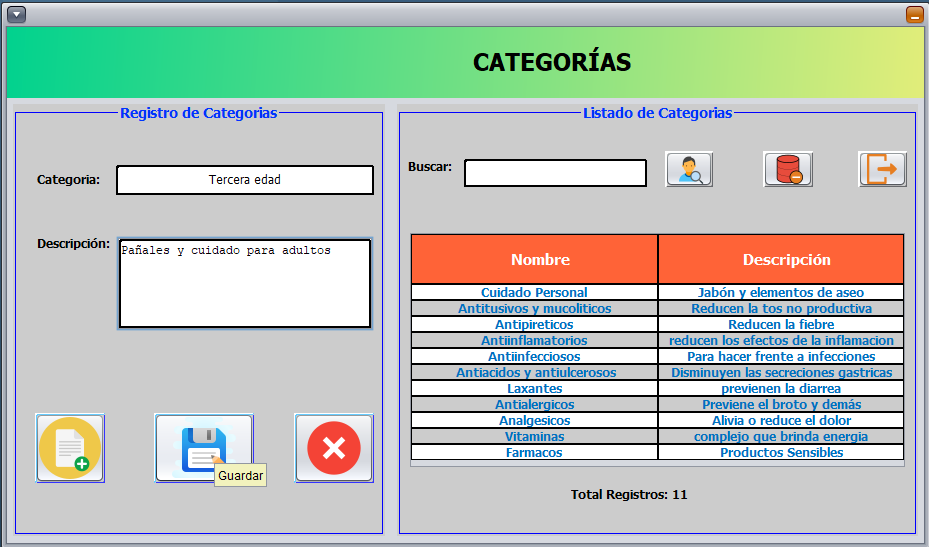 CATEGORÍAS
Registro de Categorias
Categoria:
Tercera edad
Descripción:
Pañales y cuidado para adultos
Guardar
Listado de Categorias
Buscar:
Nombre Descripción
Cuidado Personal Jabón y elementos de aseo
Antitusivos y mucoliticos Reducen la tos no productiva
Antipireticos Reducen la fiebre
Antiinflamatorios reducen los efectos de la inflamacion
Antiinfecciosos Para hacer frente a infecciones
Antiacidos y antiulcerosos Disminuyen las secreciones gastricas
Laxantes previenen la diarrea
Antialergicos Previene el broto y demás
Analgesicos Alivia o reduce el dolor
Vitaminas complejo que brinda energia
Farmacos Productos Sensibles
Total Registros: 11